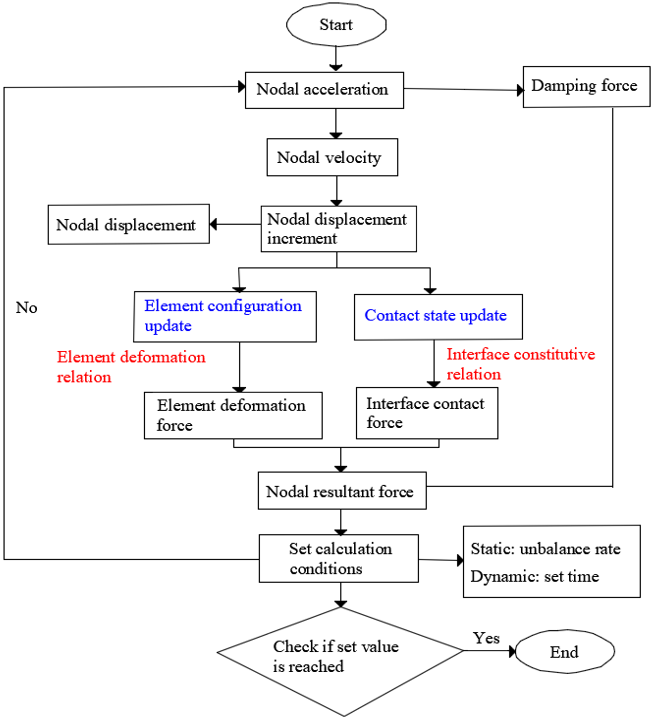 Start
Nodal acceleration
Damping force
Nodal velocity
Nodal displacement
Nodal displacement
increment
No
Element configuration
update
Contact state update
Element deformation
relation
Interface constitutive
relation
Element deformation
force
Interface contact
force
Nodal resultant force
Set calculation
conditions
Static: unbalance rate
Dynamic: set time
Check if set value
is reached
Yes
End